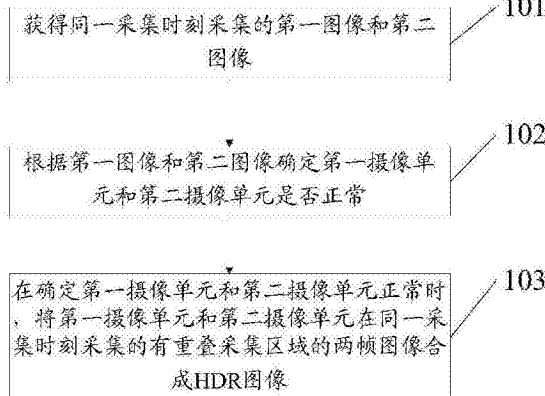 获得同一采集时刻采集的第一图像和第二
图像
101
根据第一图像和第二图像确定第一摄像单
元和第二摄像单元是否正常
102
在确定第一摄像单元和第二摄像单元正常时
、将第一摄像单元和第二摄像单元在同一采
集时刻采集的有重叠采集区域的两帧图像合
成HDR图像
103